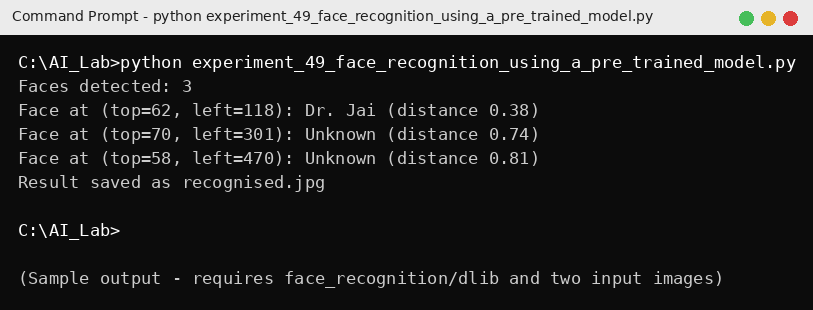 Command Prompt - python experiment_49_face_recognition_using_a_pre_trained_model.py
C:\AI_Lab>python experiment_49_face_recognition_using_a_pre_trained_model.py
Faces detected: 3
Face at (top=62, left=118): Dr. Jai (distance 0.38)
Face at (top=70, left=301): Unknown (distance 0.74)
Face at (top=58, left=470): Unknown (distance 0.81)
Result saved as recognised.jpg
C:\AI_Lab>
(Sample output - requires face_recognition/dlib and two input images)